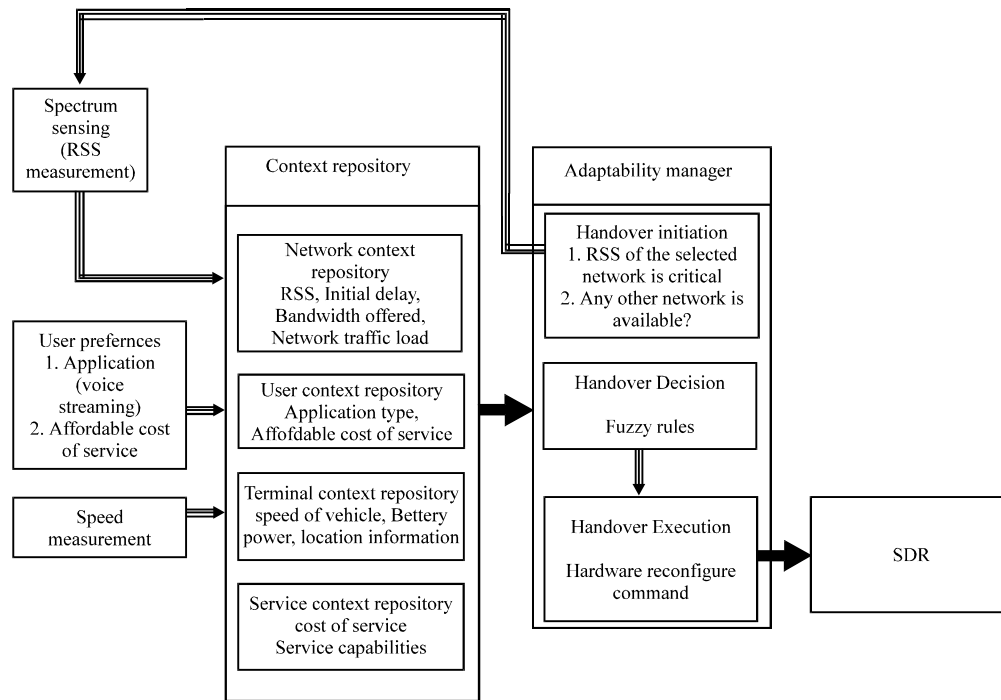 Spectrum
sensing
(RSS
measurement)
User prefernces
1. Application
(voice
streaming)
2. Affordable cost
of service
Speed
measurement
Context repository
Network context
repository
RSS, Initial delay,
Bandwidth offered,
Network traffic load
User context repository
Application type,
Affofdable cost of service
Terminal context repository
speed of vehicle, Bettery
power, location information
Service context repository
cost of service
Service capabilities
Adaptability manager
Handover initiation
1. RSS of the selected
network is critical
2. Any other network is
available?
Handover Decision
Fuzzy rules
Handover Execution
Hardware reconfigure
command
SDR